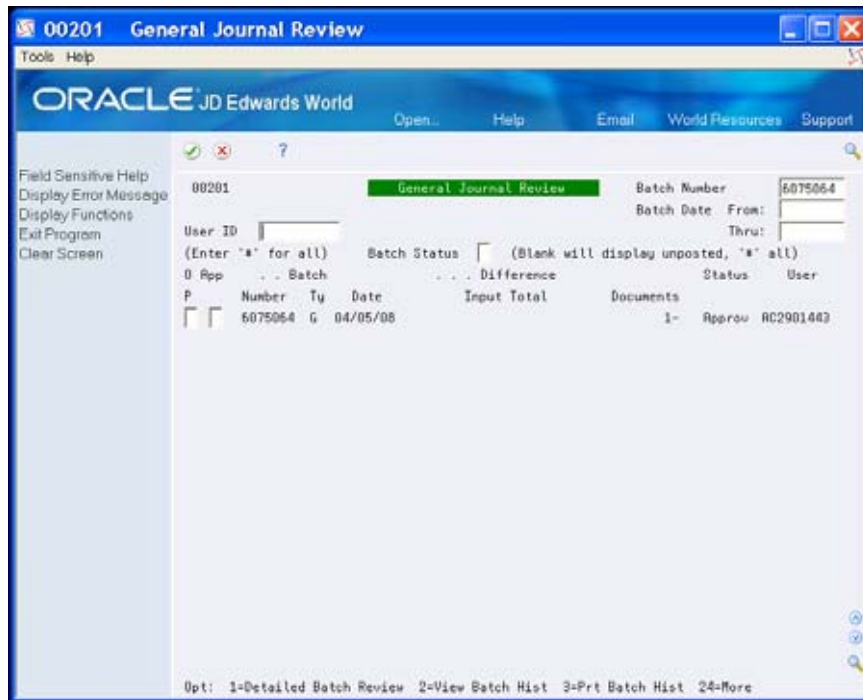 00201 General Journal Review
Tools Help
ORACLE JD Edwards World
Open... Help Email World Resources Support
?
Field Sensitive Help
Display Error Message
Display Functions
Exit Program
Clear Screen
00201 General Journal Review Batch Number 6075064
Batch Date From:
User ID Thru:
(Enter '*' for all) Batch Status (Blank will display unposted, '*' all)
O App . . Batch . . . Difference Status User
P Number Ty Date Input Total Documents
6075064 G 04/05/08 1- Approv AC2901443
Opt: 1=Detailed Batch Review 2=View Batch Hist 3=Prt Batch Hist 24=More